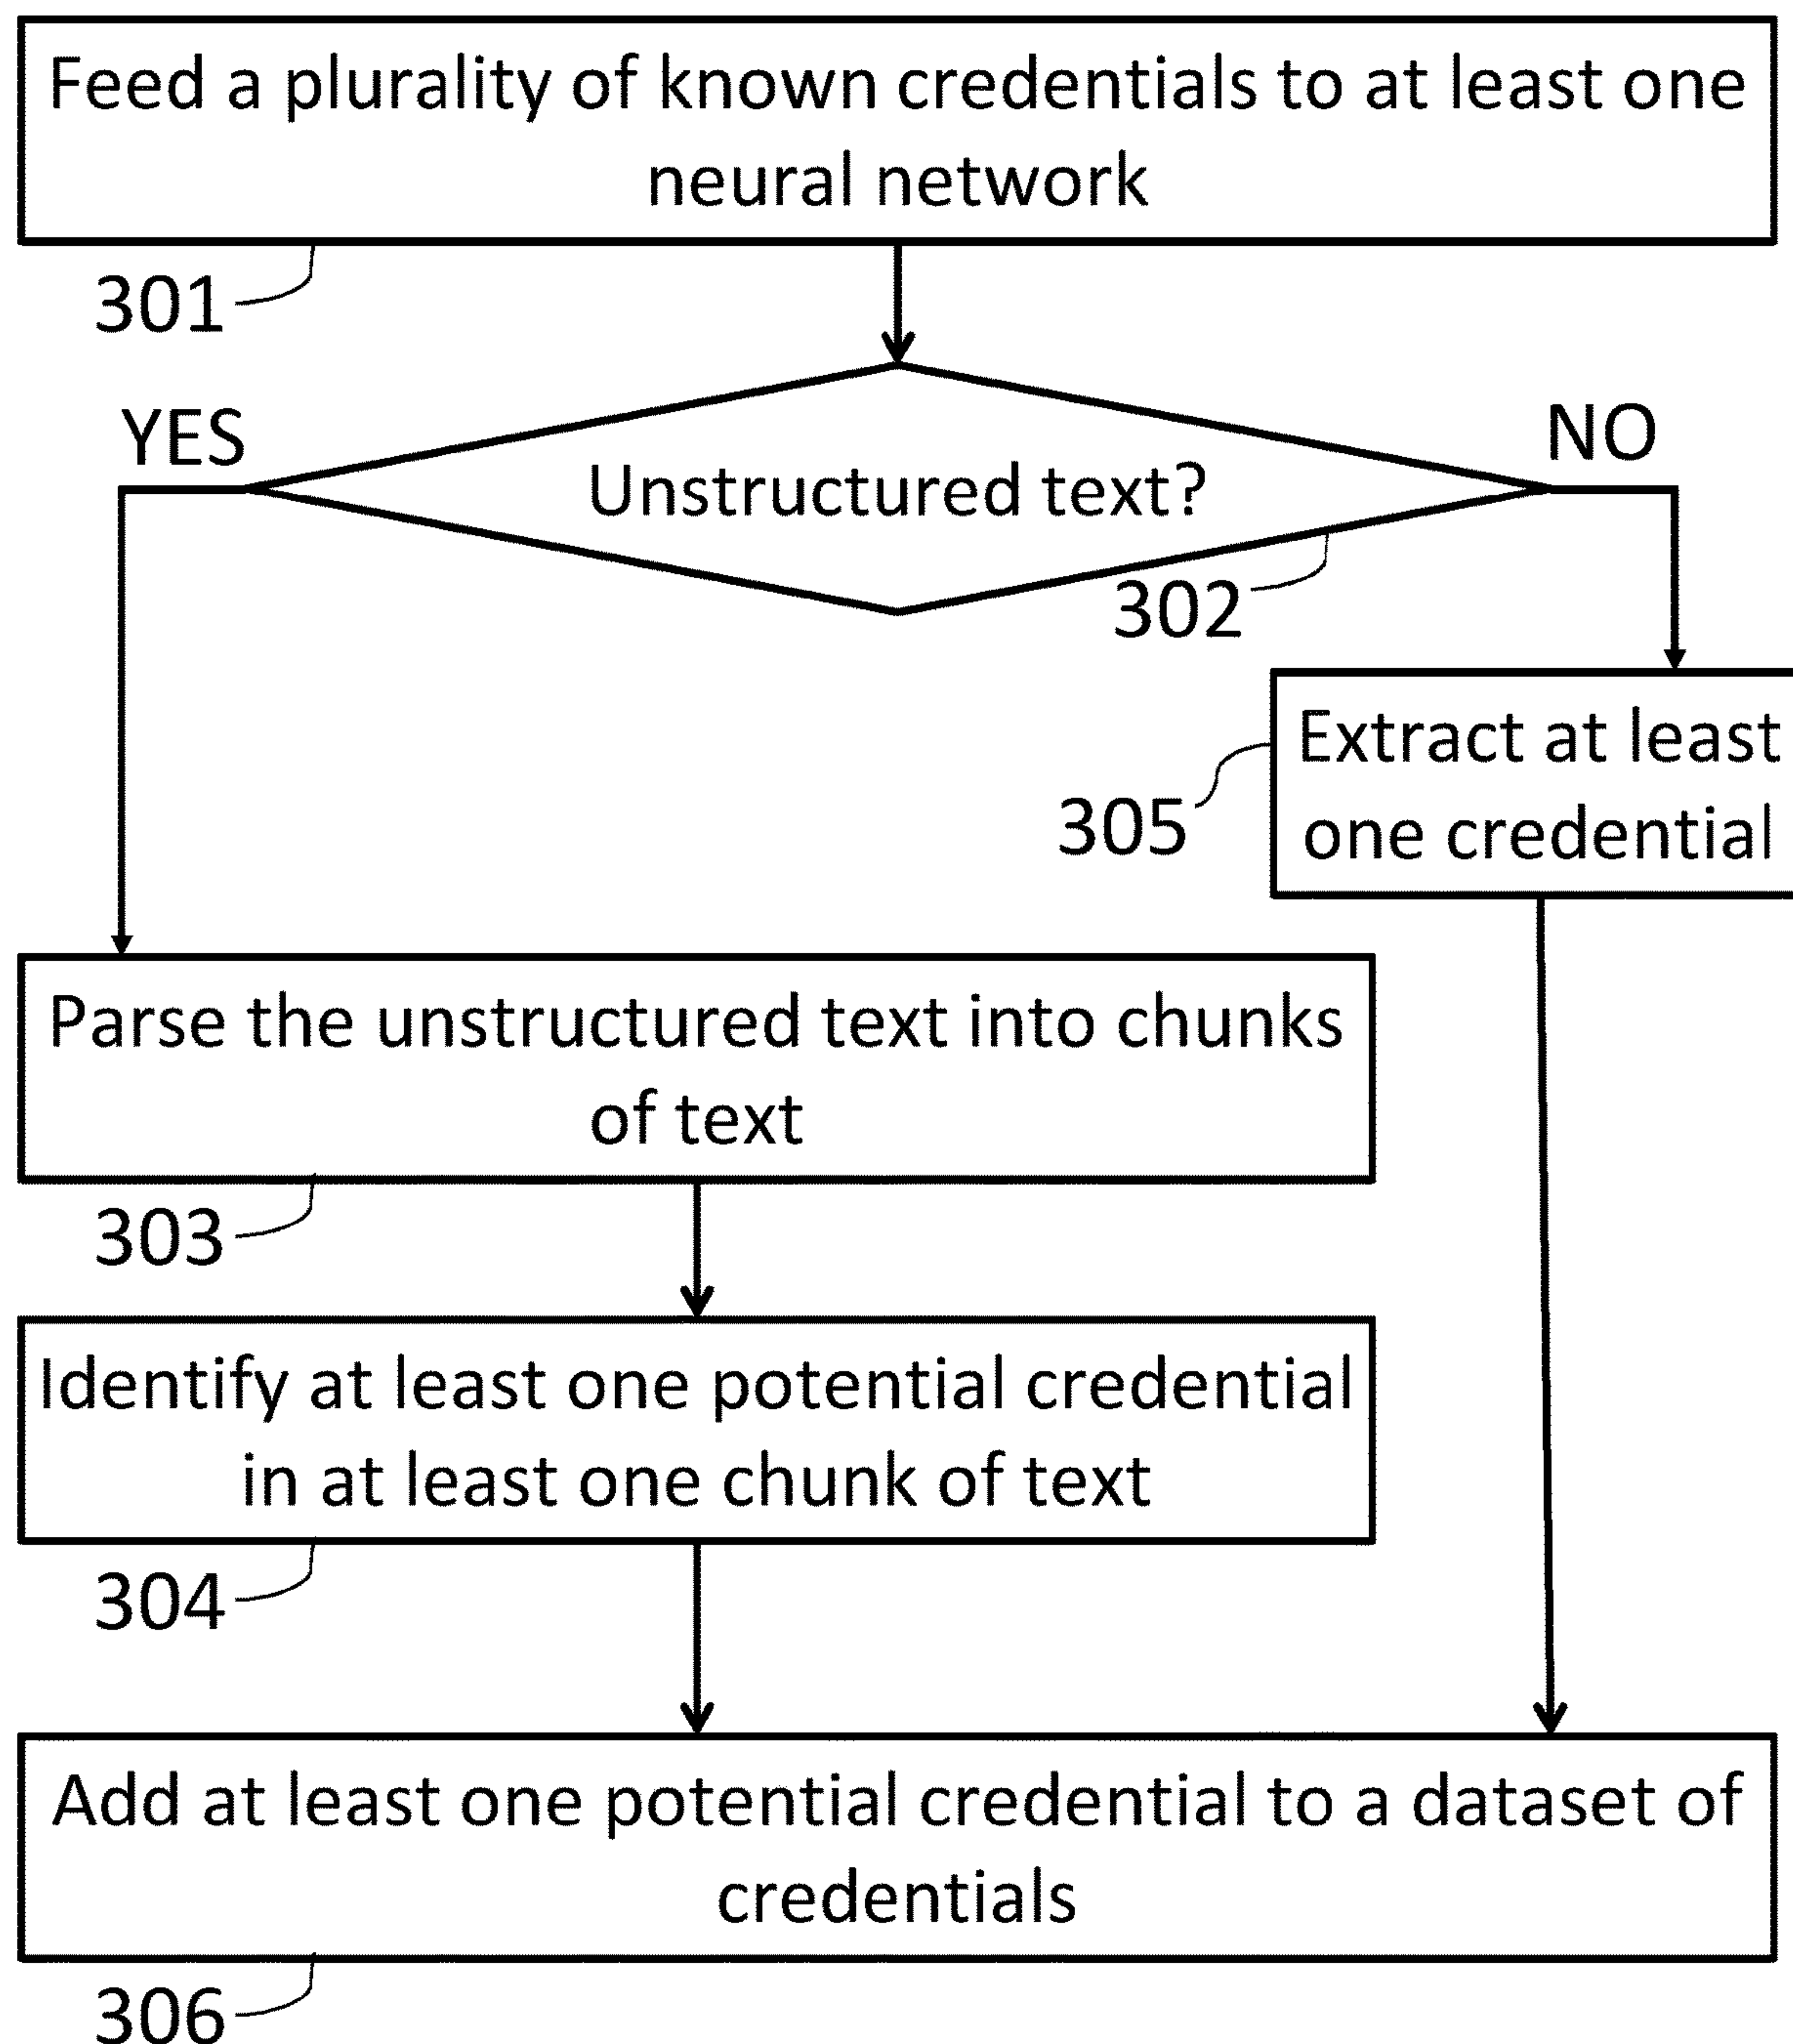 Feed a plurality of known credentials to at least one
neural network
301
YES
NO
Unstructured text?
302
Extract at least
one credential
305
Parse the unstructured text into chunks
of text
303
Identify at least one potential credential
in at least one chunk of text
304
Add at least one potential credential to a dataset of
credentials
306